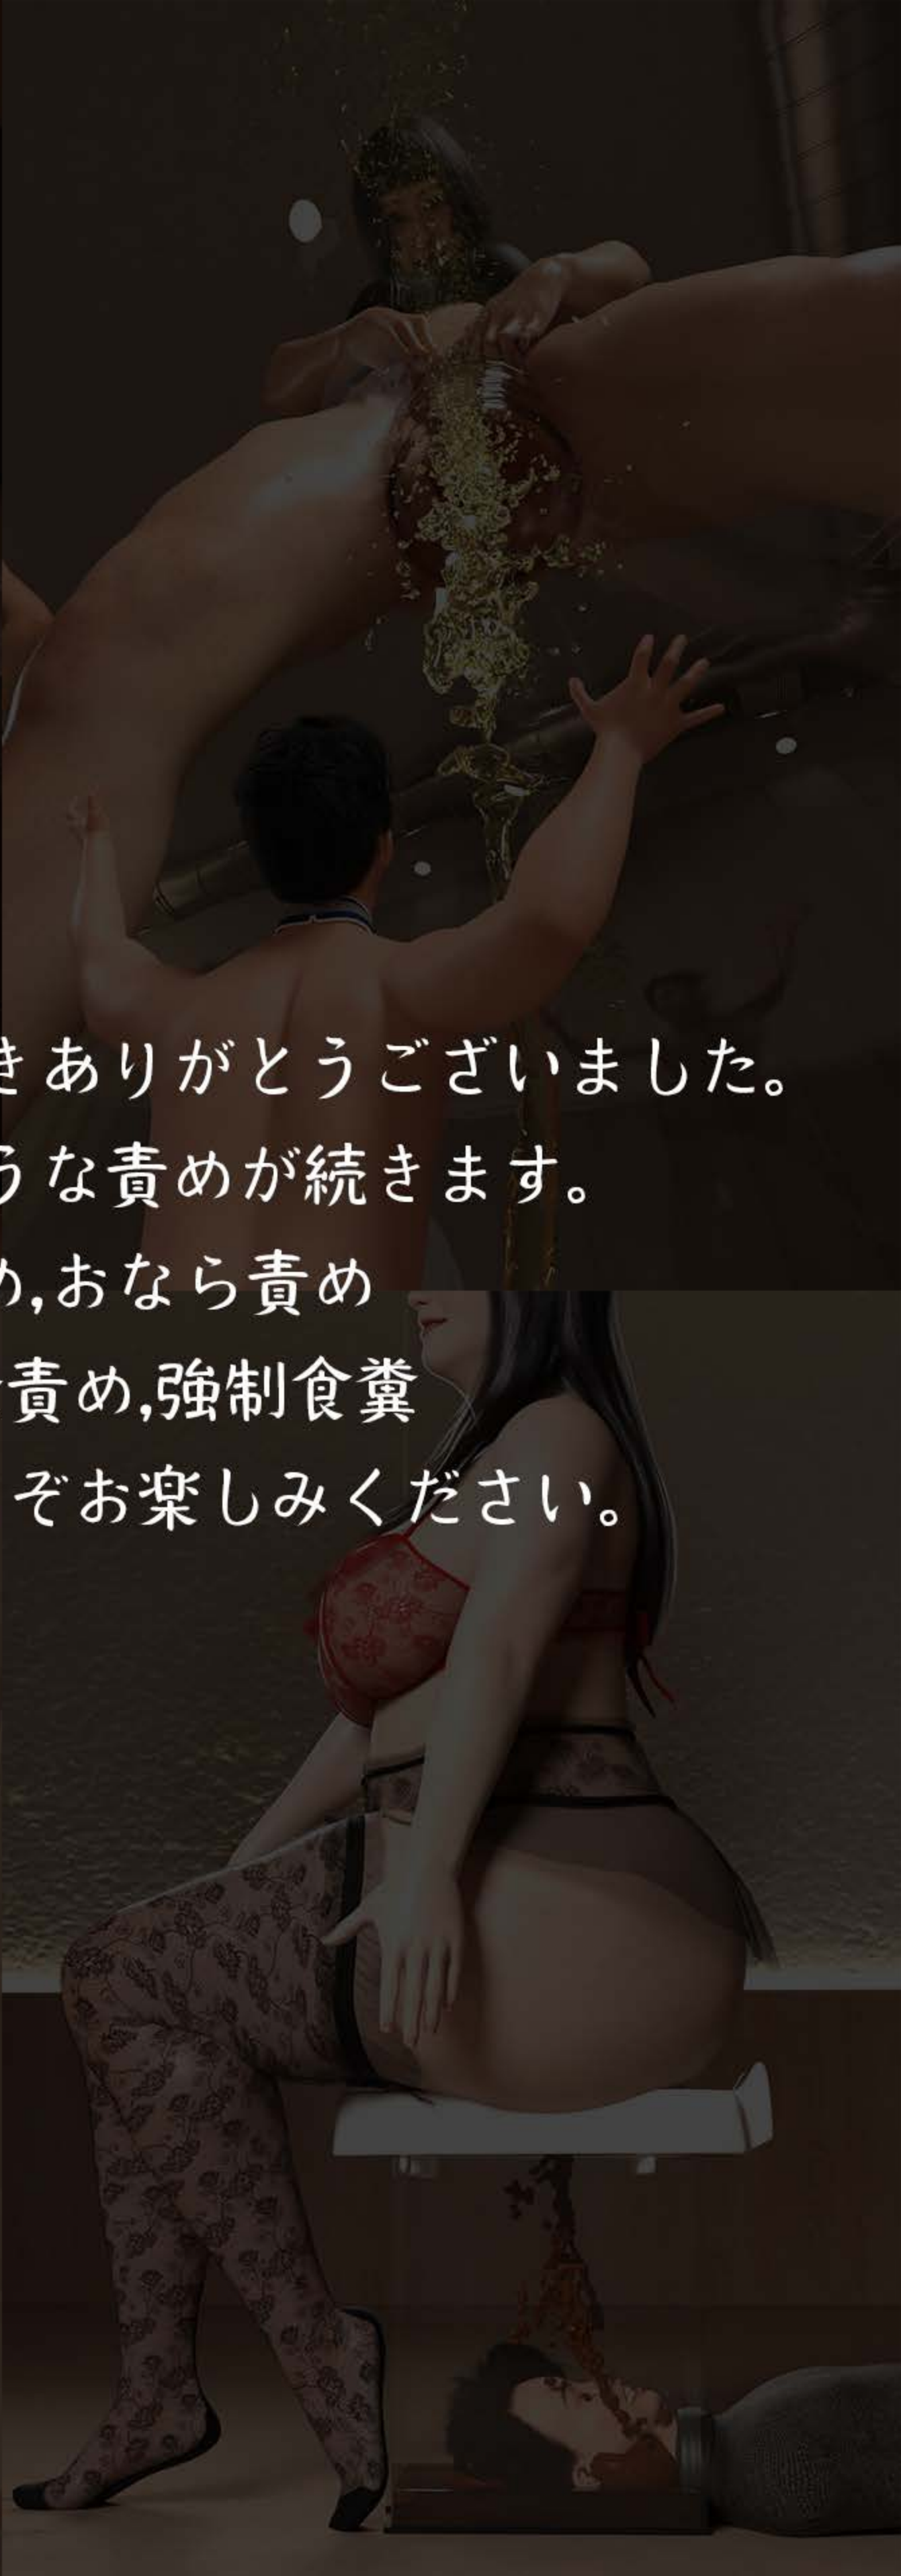 きありがとうございました。
うな責めが続きます。
め,おなら責め
責め,強制食糞
ぞお楽しみください。